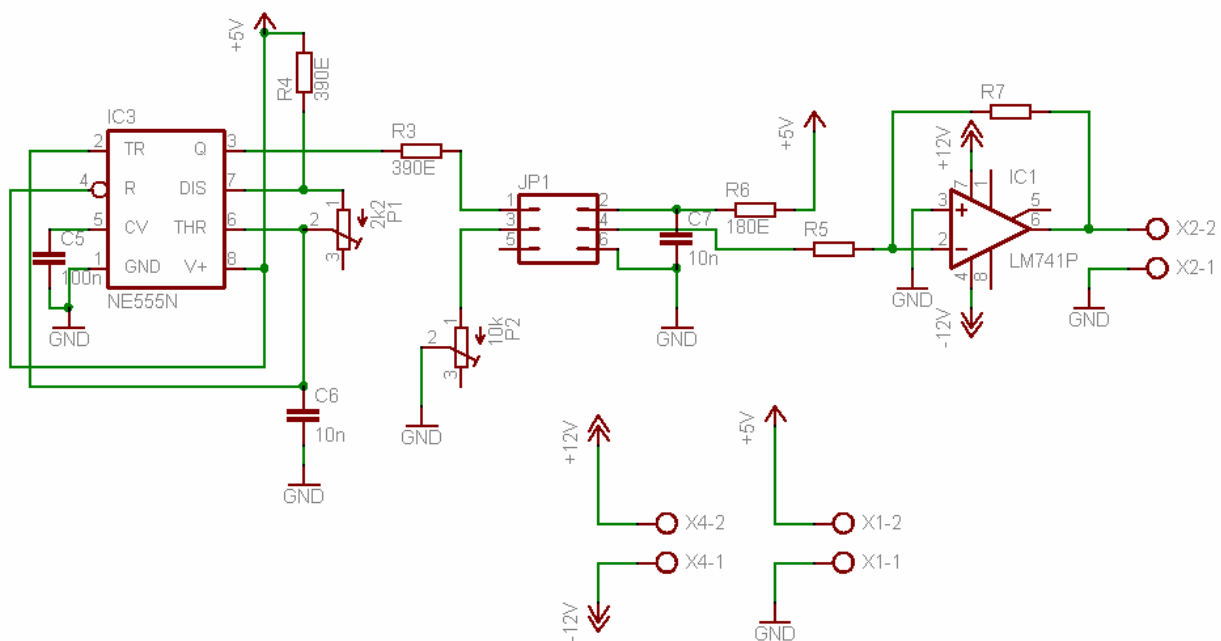 +5V
R4
390E
IC3
2
TR
Q
3
4
R
DIS
7
5
CV
THR
6
1
GND
V+
8
NE555N
C5
100n
GND
1
2
3
2k2
P1
C6
10n
GND
R3
390E
JP1
1
2
3
4
5
6
1
2
3
10k
P2
GND
C7
10n
GND
R6
180E
+5V
R5
R7
+12V
7
1
IC1
3
+
5
6
2
-
4
8
LM741P
GND
-12V
X2-2
X2-1
GND
+12V
X4-2
X4-1
-12V
+5V
X1-2
X1-1
GND